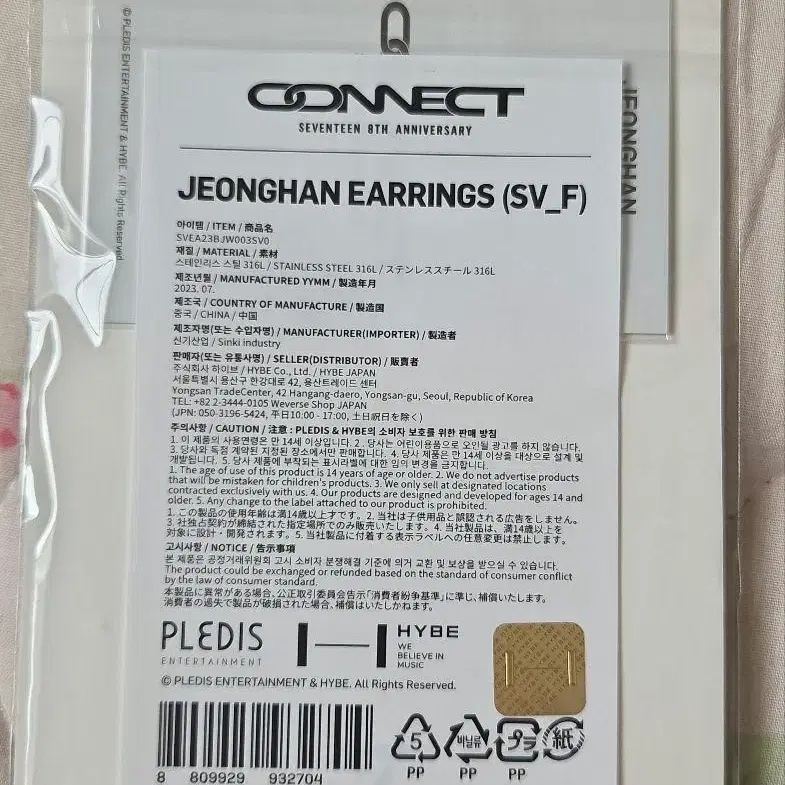 © PLEDIS ENTERTAINMENT & HYBE. All Rights Reserved.
JEONGHAN
CONNECT
SEVENTEEN 8TH ANNIVERSARY
JEONGHAN EARRINGS (SV_F)
아이템 / ITEM / 商品名
SVEA23BJW003SV0
재질 / MATERIAL / 素材
스테인리스 스틸 316L / STAINLESS STEEL 316L / ステンレススチール 316L
제조년월 / MANUFACTURED YYMM / 製造年月
2023. 07.
제조국 / COUNTRY OF MANUFACTURE / 製造国
중국 / CHINA / 中国
제조자명(또는 수입자명) / MANUFACTURER(IMPORTER) / 製造者
신기산업 / Sinki industry
판매자(또는 유통사명) / SELLER(DISTRIBUTOR) / 販売者
주식회사 하이브 / HYBE Co., Ltd. / HYBE JAPAN
서울특별시 용산구 한강대로 42, 용산트레이드 센터
Yongsan TradeCenter, 42 Hangang-daero, Yongsan-gu, Seoul, Republic of Korea
TEL: +82 2-3444-0105 Weverse Shop JAPAN
(JPN: 050-3196-5424, 平日10:00 - 17:00, 土日祝日を除く)
주의사항 / CAUTION / 注意 : PLEDIS & HYBE의 소비자 보호를 위한 판매 방침
1. 이 제품의 사용연령은 만 14세 이상입니다. 2. 당사는 어린이용품으로 오인될 광고를 하지 않습니다.
3. 당사와 독점 계약된 지정된 장소에서만 판매합니다. 4. 당사 제품은 만 14세 이상을 대상으로 설계 및
개발됩니다. 5. 당사 제품에 부착되는 표시라벨에 대한 임의 변경을 금지합니다.
1. The age of use of this product is 14 years of age or older. 2. We do not advertise products
that will be mistaken for children's products. 3. We only sell at designated locations
contracted exclusively with us. 4. Our products are designed and developed for ages 14 and
older. 5. Any change to the label attached to our product is prohibited.
1. この製品の使用年齢は満14歳以上才です。2. 当社は子供用品と誤認される広告をしません。
3. 社独占契約が締結された指定場所でのみ販売いたします。4. 当社製品は、満14歳以上を
対象に設計・開発されます。5. 当社製品に付着する表示ラベルへの任意変更は禁止します。
고시사항 / NOTICE / 告示事項
본 제품은 공정거래위원회 고시 소비자 분쟁해결 기준에 의거 교환 및 보상을 받으실 수 있습니다.
The product could be exchanged or refunded based on the standard of consumer conflict
by the law of consumer standard.
本製品に異常がある場合、公正取引委員会告示「消費者紛争基準」に準じ、補償いたします。
消費者の過失で製品が破損された場合、補償はいたしかねます。
PLEDIS
ENTERTAINMENT
HYBE
WE
BELIEVE IN
MUSIC
© PLEDIS ENTERTAINMENT & HYBE. All Rights Reserved.
8 809929 932704
5 비닐류 プラ 紙
PP PP PP